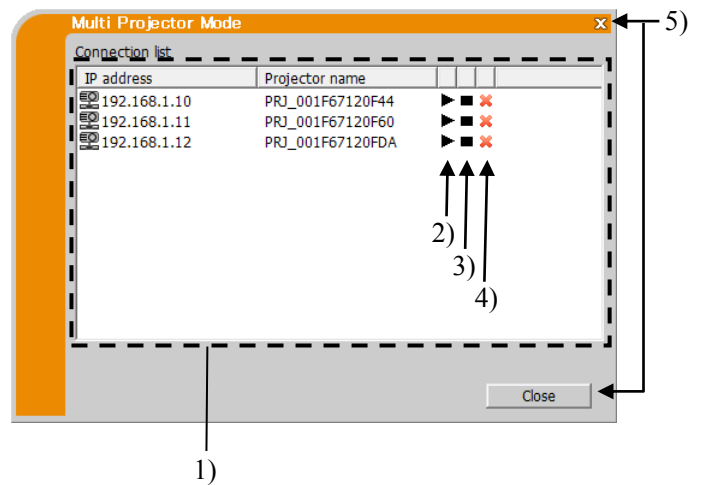 Multi Projector Mode x 5)
Connection list
IP address Projector name
192.168.1.10 PRJ_001F67120F44
192.168.1.11 PRJ_001F67120F60
192.168.1.12 PRJ_001F67120FDA
2)
3)
4)
Close
1)